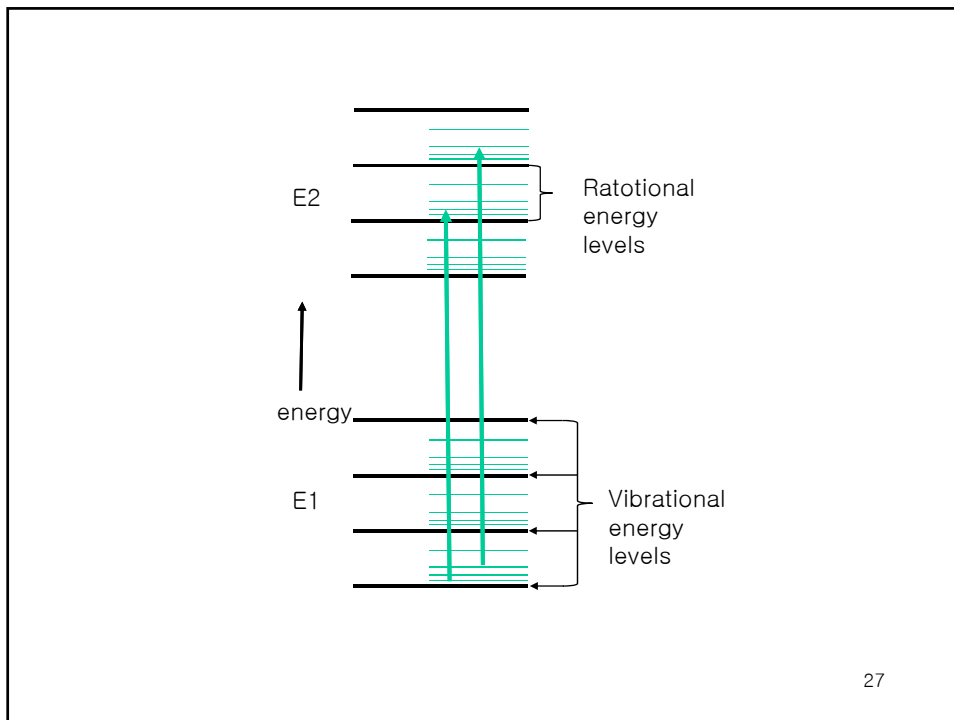 E2
Ratotional
energy
levels
energy
E1
Vibrational
energy
levels
27